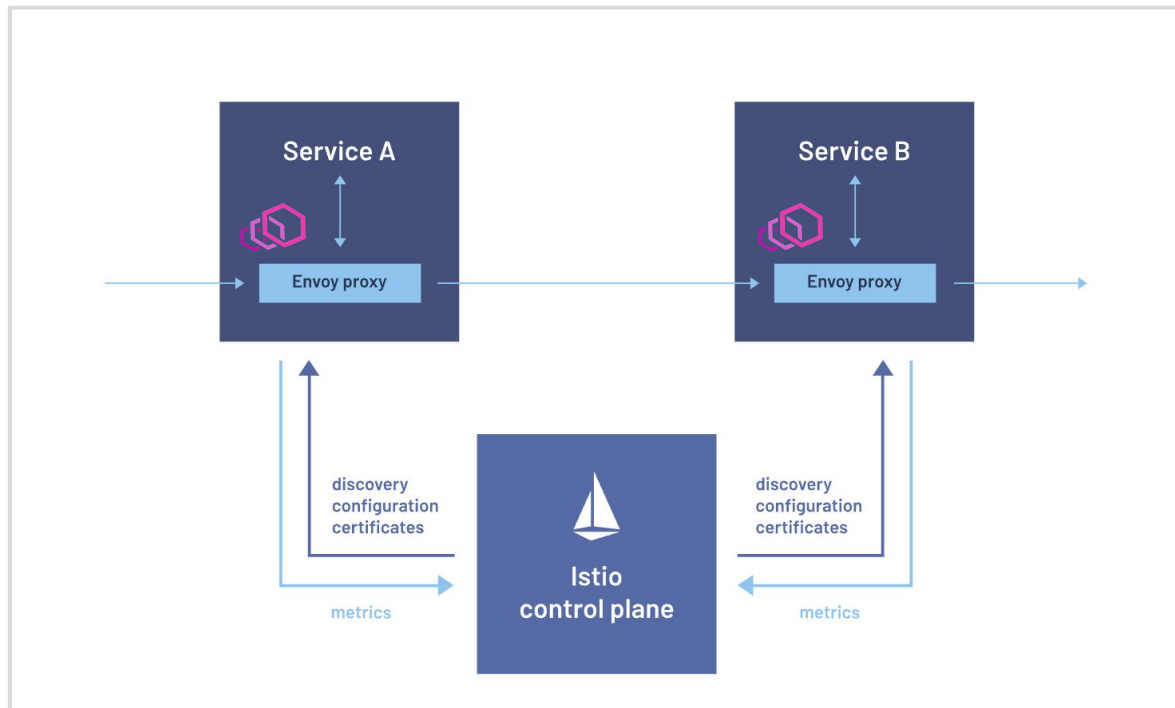 Service A
Envoy proxy
Service B
Envoy proxy
discovery
configuration
certificates
metrics
Istio
control plane
discovery
configuration
certificates
metrics